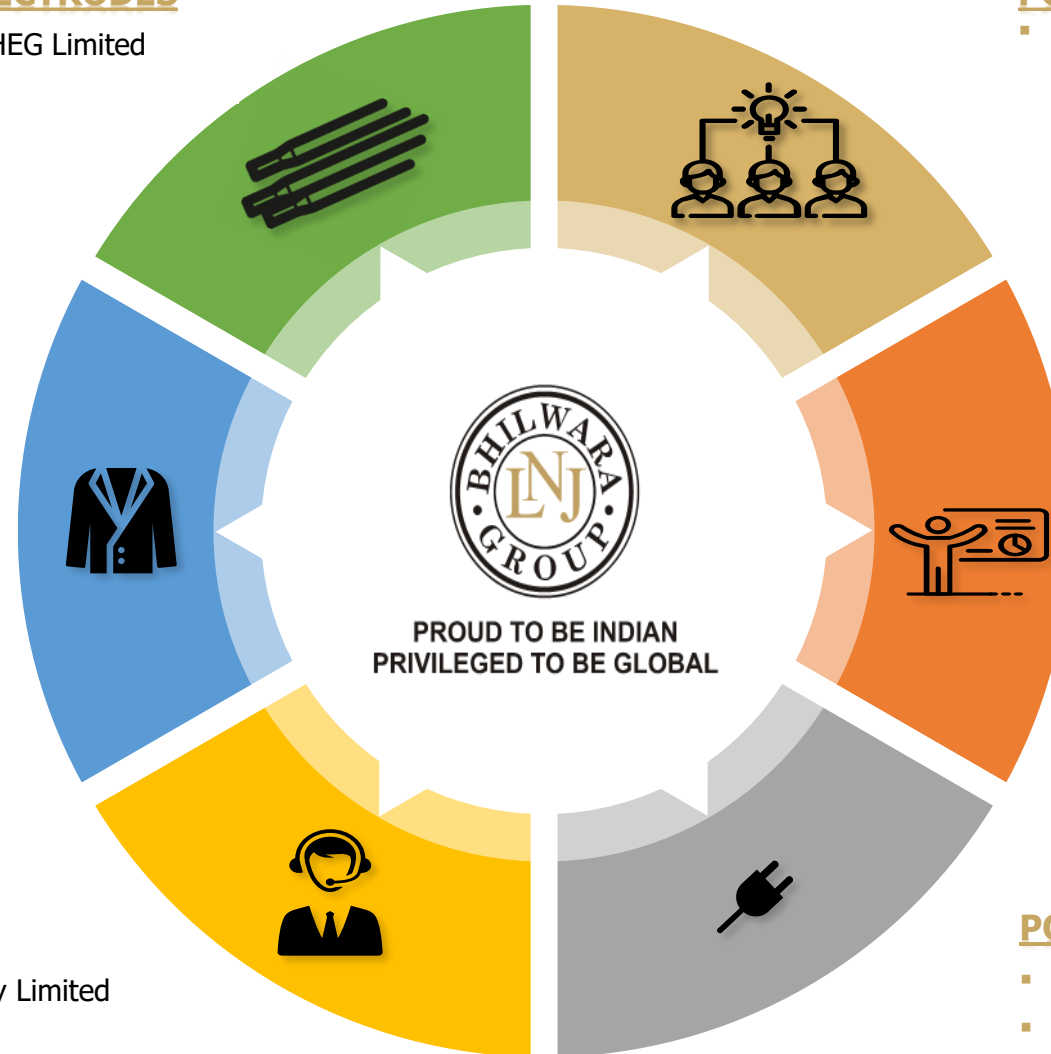 HEG Limited
BHILWARA
LNJ
GROUP
PROUD TO BE INDIAN
PRIVILEGED TO BE GLOBAL
Limited